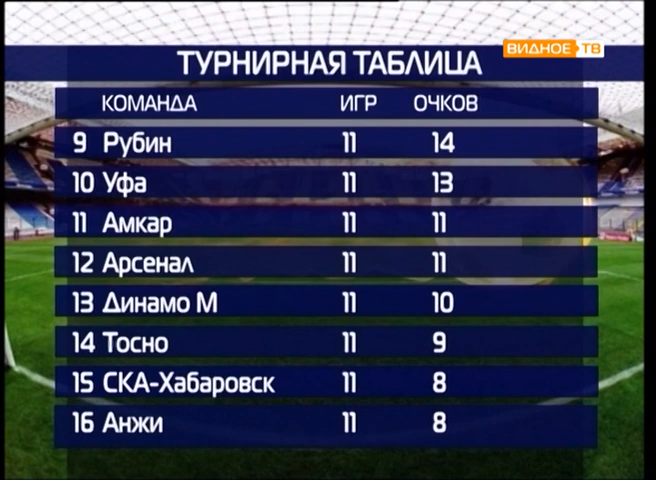 ВИДНОЕ ТВ
ТУРНИРНАЯ ТАБЛИЦА
КОМАНДА ИГР ОЧКОВ
9 Рубин 11 14
10 Уфа 11 13
11 Амкар 11 11
12 Арсенал 11 11
13 Динамо М 11 10
14 Тосно 11 9
15 СКА-Хабаровск 11 8
16 Анжи 11 8